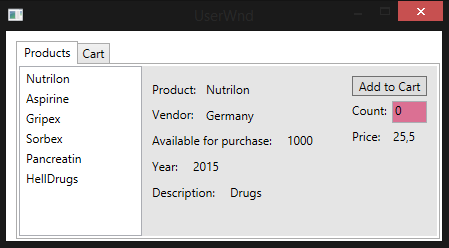 UserWnd
Products Cart
Nutrilon
Aspirine
Gripex
Sorbex
Pancreatin
HellDrugs
Product: Nutrilon
Vendor: Germany
Available for purchase: 1000
Year: 2015
Description: Drugs
Add to Cart
Count: 0
Price: 25,5